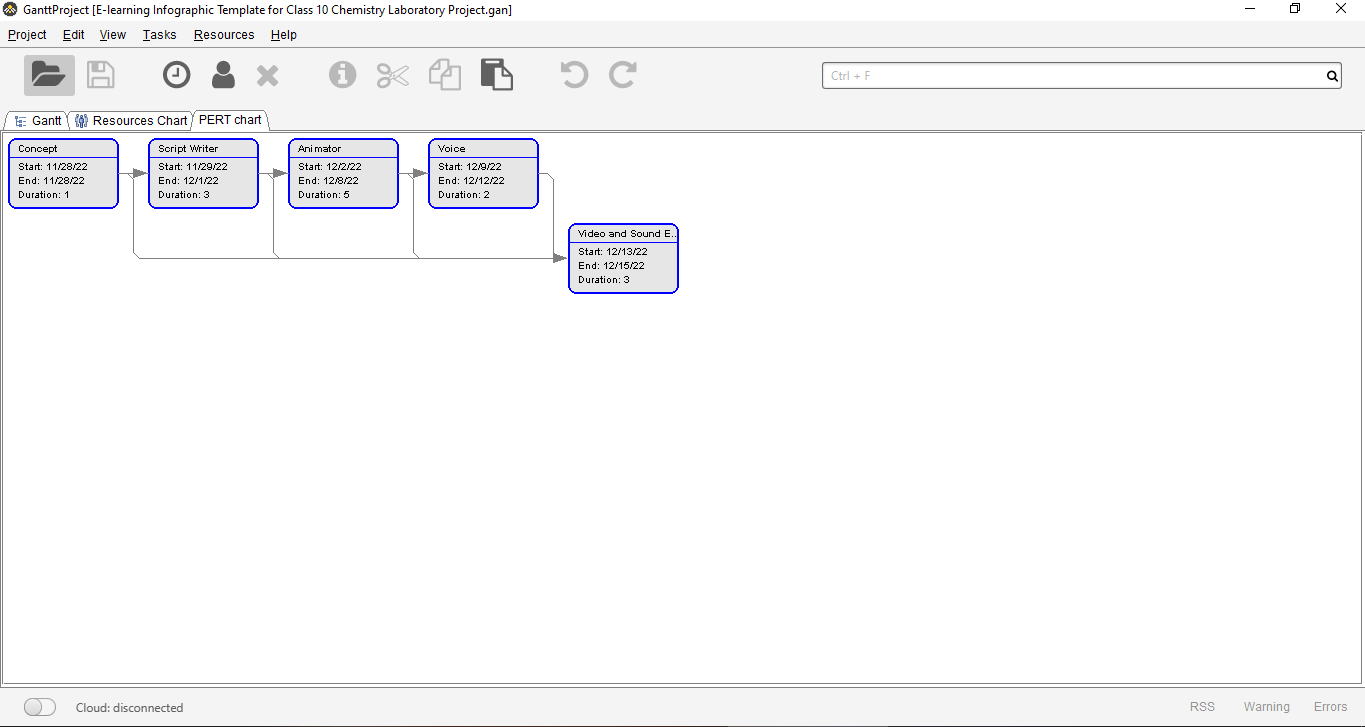 GanttProject [E-learning Infographic Template for Class 10 Chemistry Laboratory Project.gan]
Project Edit View Tasks Resources Help
Ctrl + F
Gantt Resources Chart PERT chart
Concept
Start: 11/28/22
End: 11/28/22
Duration: 1
Script Writer
Start: 11/29/22
End: 12/1/22
Duration: 3
Animator
Start: 12/2/22
End: 12/8/22
Duration: 5
Voice
Start: 12/9/22
End: 12/12/22
Duration: 2
Video and Sound E..
Start: 12/13/22
End: 12/15/22
Duration: 3
Cloud: disconnected
RSS Warning Errors